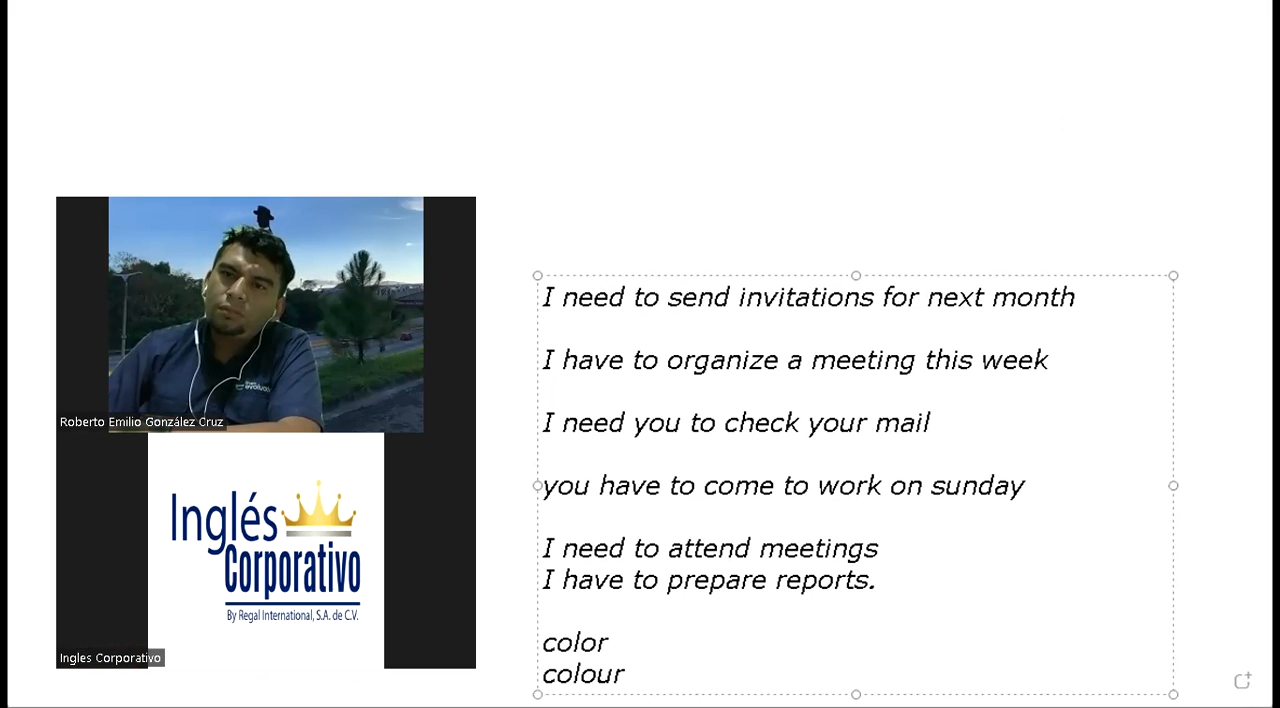 evoluciona
Roberto Emilio González Cruz
Inglés
Corporativo
By Regal International, S.A. de C.V.
Ingles Corporativo
I need to send invitations for next month
I have to organize a meeting this week
I need you to check your mail
you have to come to work on sunday
I need to attend meetings
I have to prepare reports.
color
colour